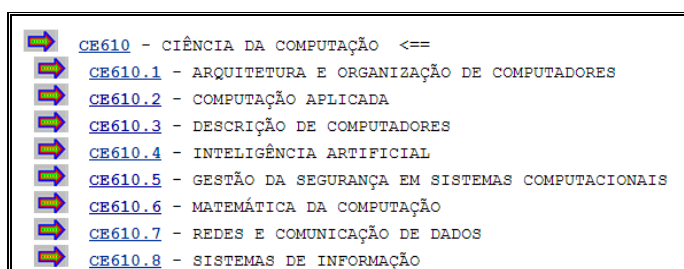 CE610 - CIÊNCIA DA COMPUTAÇÃO <==
CE610.1 - ARQUITETURA E ORGANIZAÇÃO DE COMPUTADORES
CE610.2 - COMPUTAÇÃO APLICADA
CE610.3 - DESCRIÇÃO DE COMPUTADORES
CE610.4 - INTELIGÊNCIA ARTIFICIAL
CE610.5 - GESTÃO DA SEGURANÇA EM SISTEMAS COMPUTACIONAIS
CE610.6 - MATEMÁTICA DA COMPUTAÇÃO
CE610.7 - REDES E COMUNICAÇÃO DE DADOS
CE610.8 - SISTEMAS DE INFORMAÇÃO